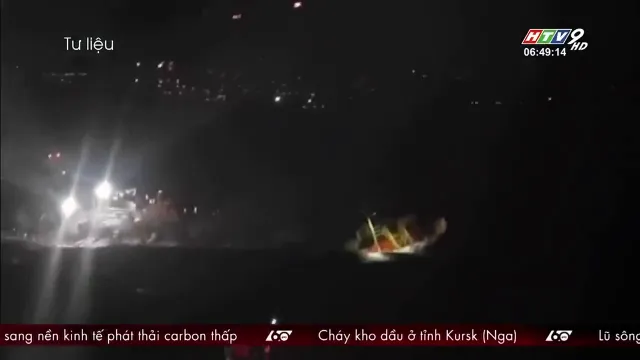 Tư liệu
HTV9 HD
06:49:14
sang nền kinh tế phát thải carbon thấp 60 Cháy kho dầu ở tỉnh Kursk (Nga) 60 Lũ sông